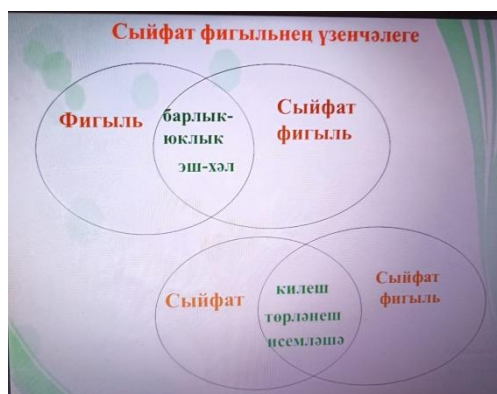 Сыйфат фигыльнең үзенчәлеге
Фигыль
барлык-
юклык
эш-хәл
Сыйфат
фигыль
Сыйфат
килеш
төрләнеш
исемләшә
Сыйфат
фигыль